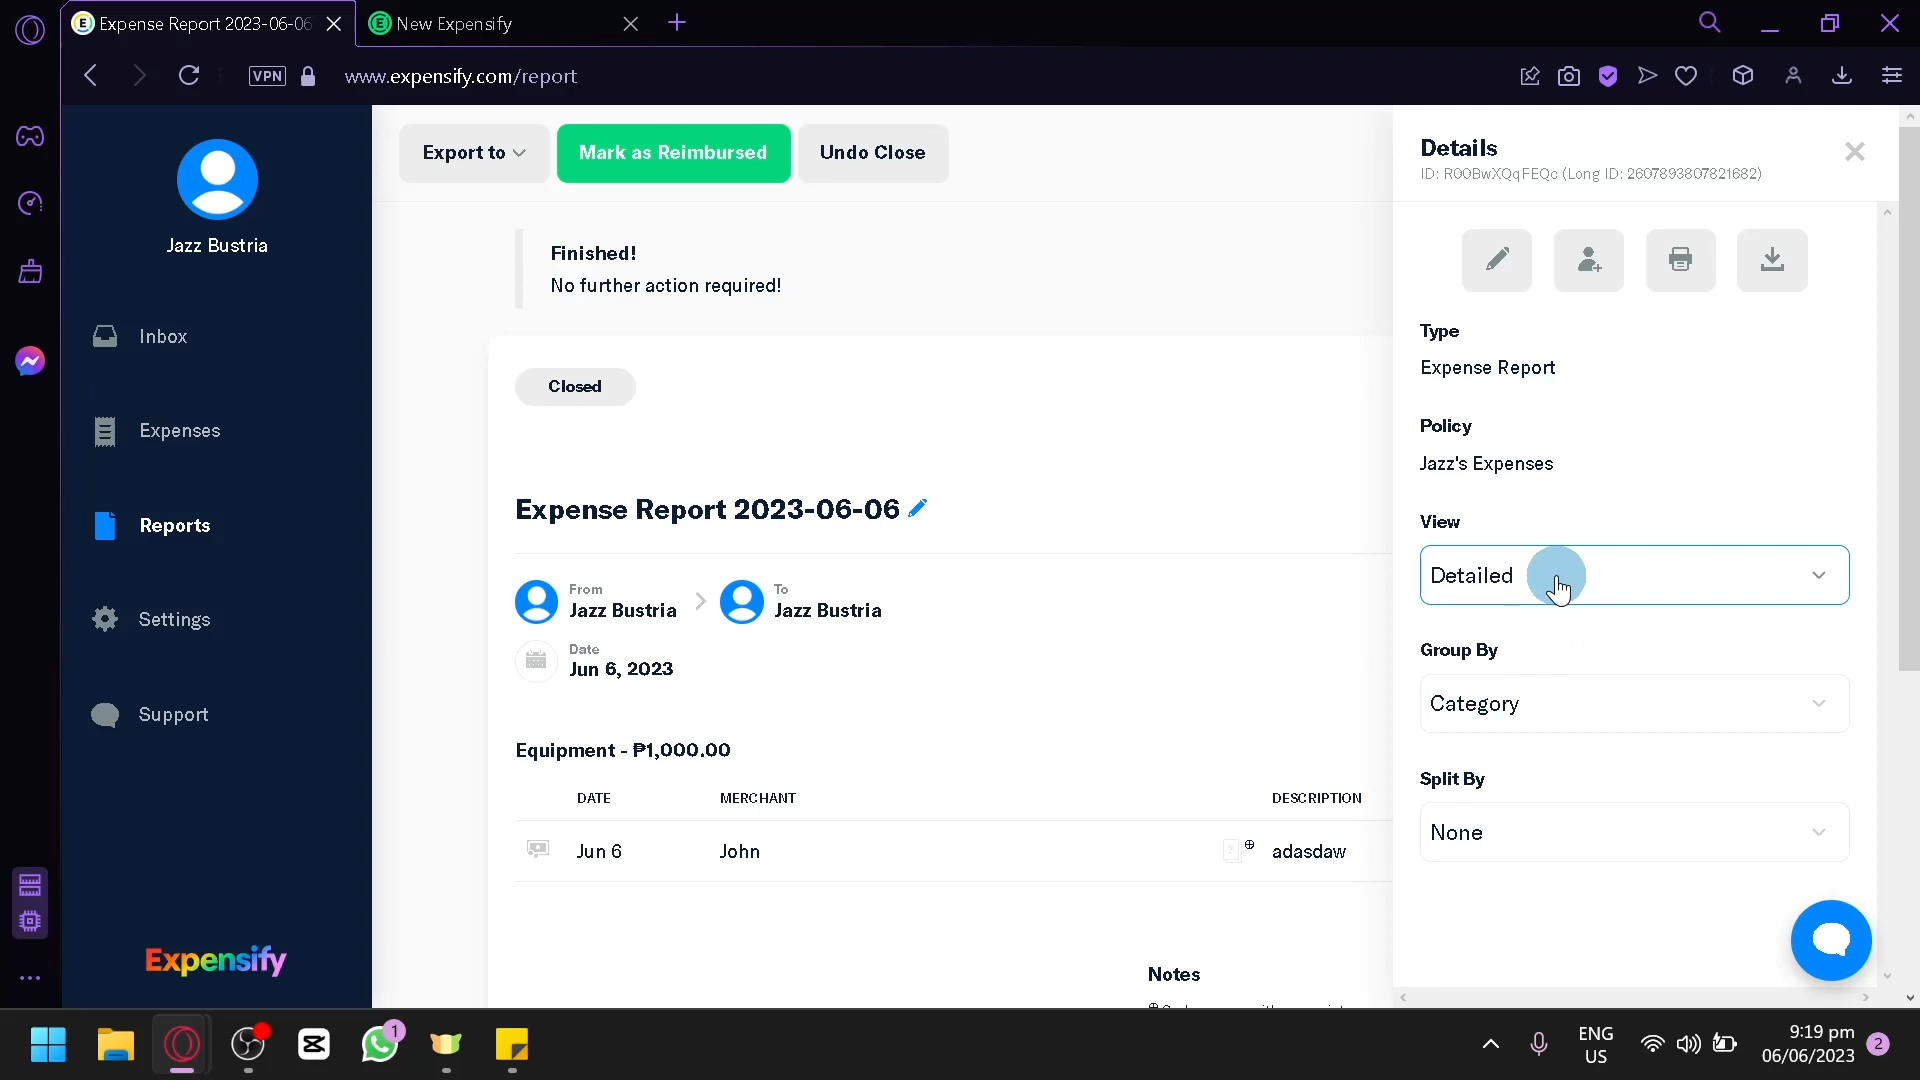 Expense Report 2023-06-06
New Expensify
VPN
www.expensify.com/report
Jazz Bustria
Inbox
Expenses
Reports
Settings
Support
Expensify
Export to
Mark as Reimbursed
Undo Close
Finished!
No further action required!
Closed
Expense Report 2023-06-06
From
Jazz Bustria
To
Jazz Bustria
Date
Jun 6, 2023
Equipment - ₱1,000.00
DATE MERCHANT DESCRIPTION
Jun 6 John adasdaw
Notes
Details
ID: R00BwXQqFEQc (Long ID: 2607893807821682)
Type
Expense Report
Policy
Jazz's Expenses
View
Detailed
Group By
Category
Split By
None
1
ENG
US
9:19 pm
06/06/2023
2